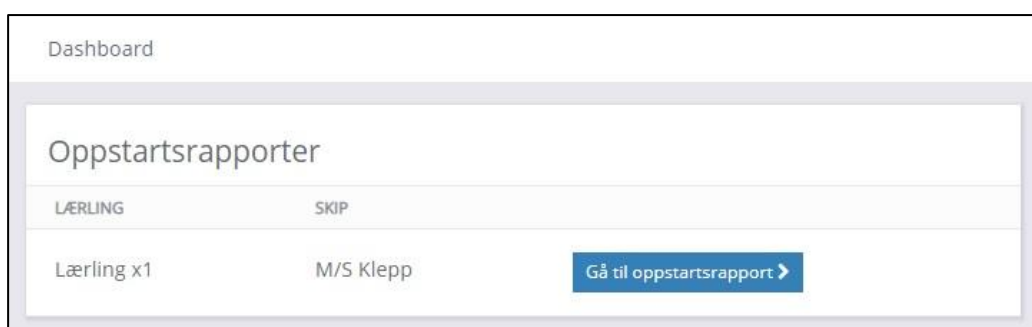 Dashboard
Oppstartsrapporter
LÆRLING SKIP
Lærling x1 M/S Klepp Gå til oppstartsrapport